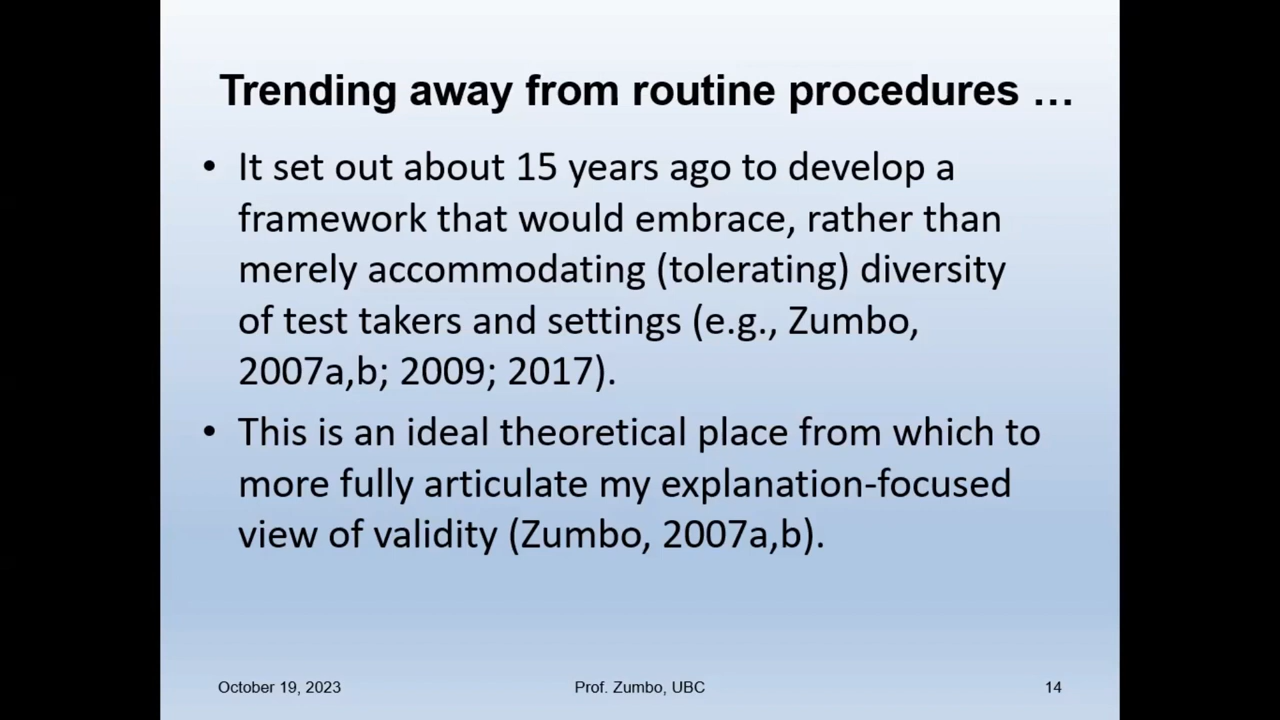 Trending away from routine procedures …
• It set out about 15 years ago to develop a
framework that would embrace, rather than
merely accommodating (tolerating) diversity
of test takers and settings (e.g., Zumbo,
2007a,b; 2009; 2017).
• This is an ideal theoretical place from which to
more fully articulate my explanation-focused
view of validity (Zumbo, 2007a,b).
October 19, 2023
Prof. Zumbo, UBC
14